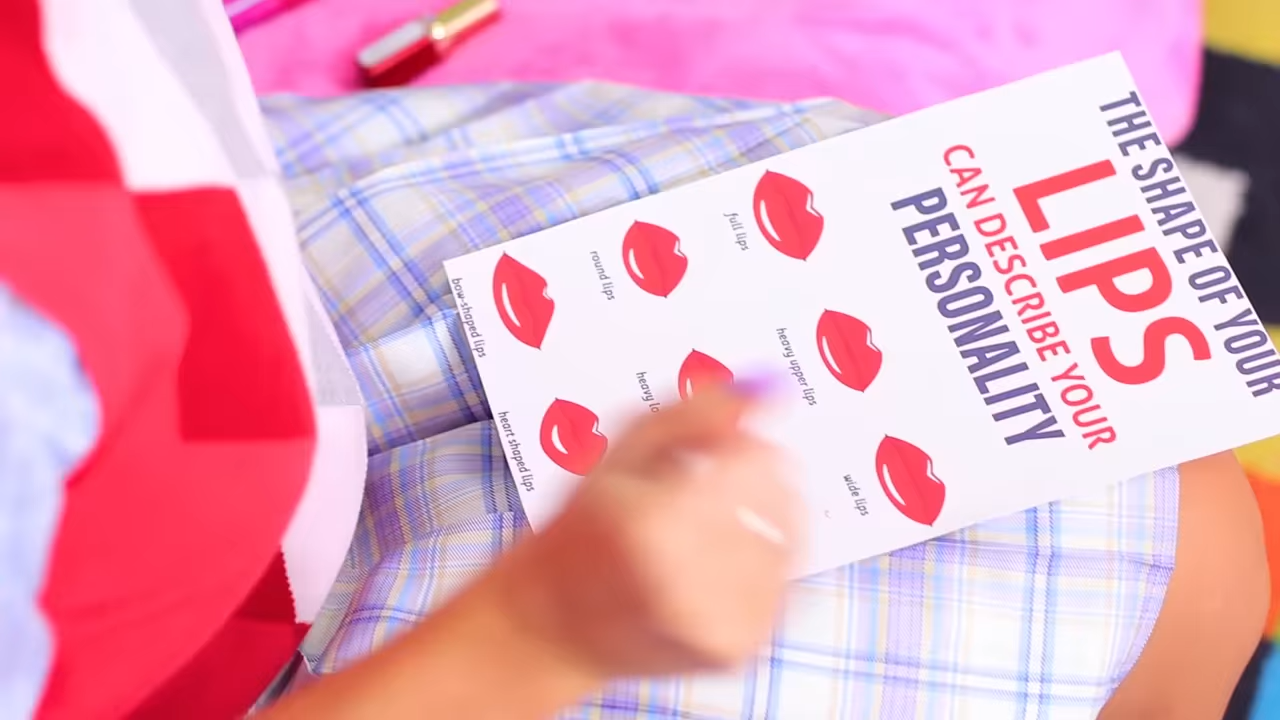 THE SHAPE OF YOUR
LIPS
CAN DESCRIBE YOUR
PERSONALITY
full lips
heavy upper lips
wide lips
round lips
heavy
bow-shaped lips
heart shaped lips